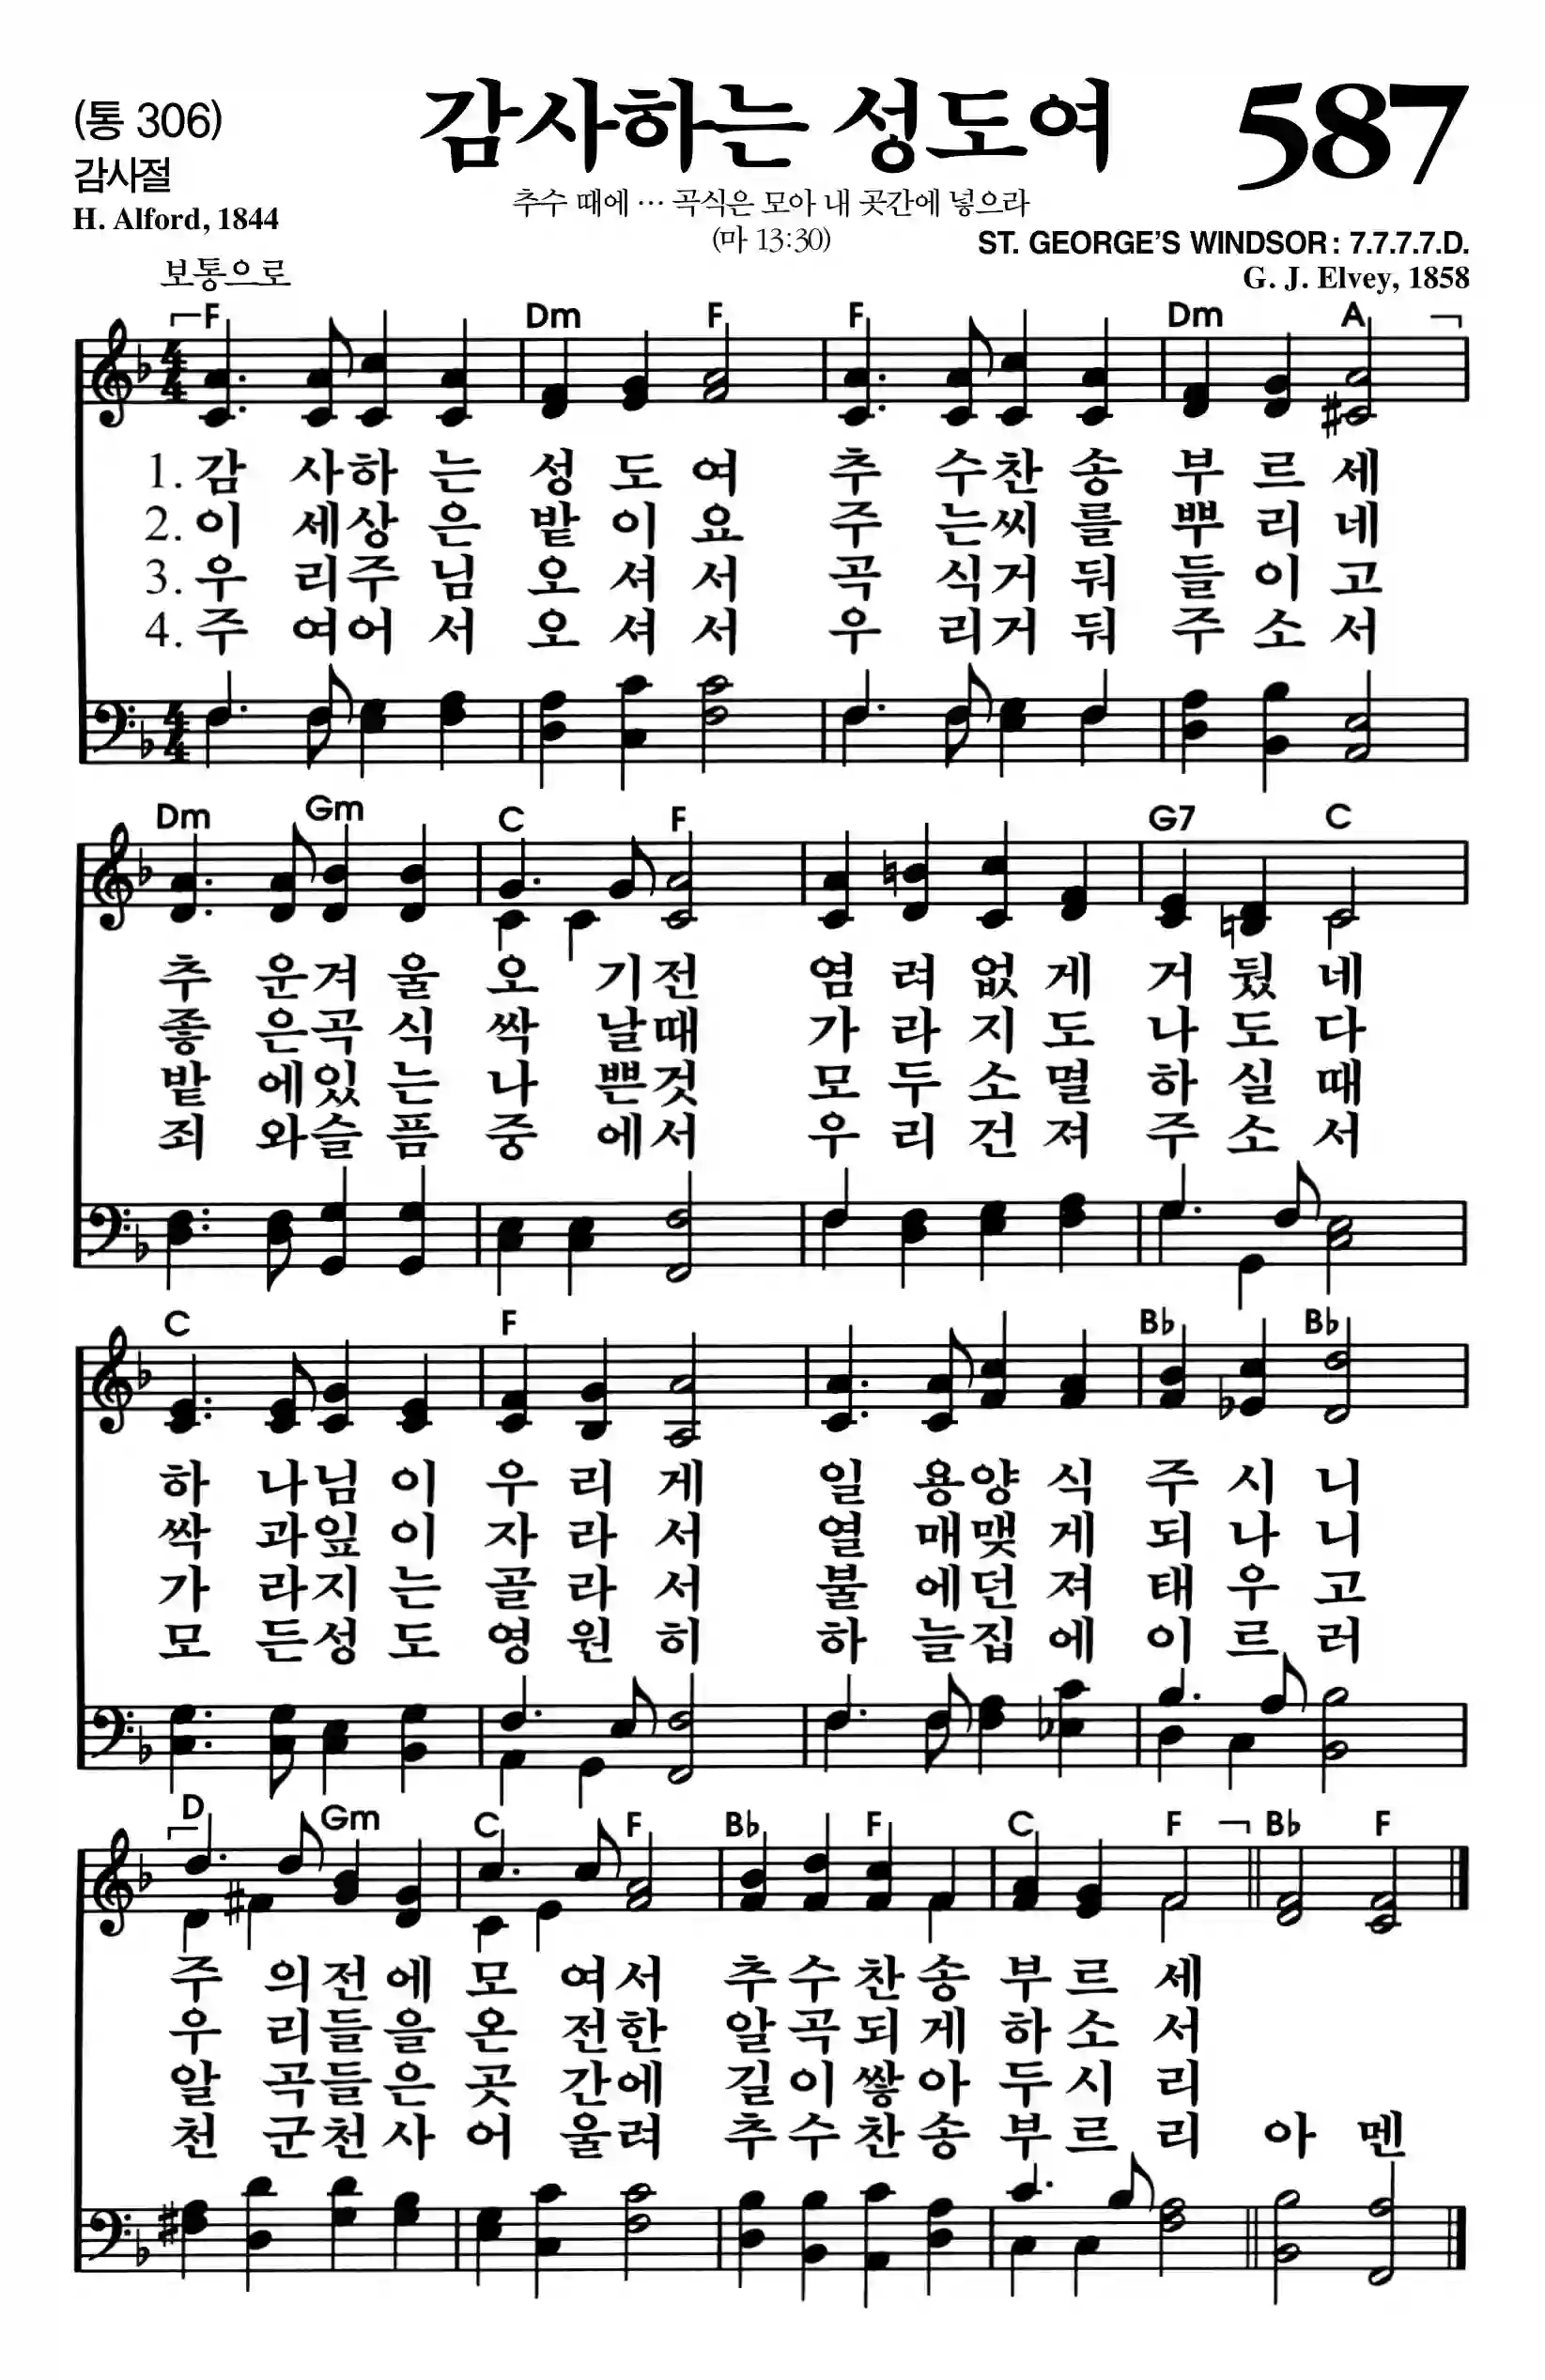 (통 306)
감사하는 성도여
587
감사절
H. Alford, 1844
추수 때에 … 곡식은 모아 내 곳간에 넣으라
(마 13:30)
ST. GEORGE'S WINDSOR: 7.7.7.7.D.
G. J. Elvey, 1858
보통으로
F Dm F F Dm A
1. 감 사하 는 성 도 여 추 수찬 송 부 르 세
2. 이 세상 은 밭 이 요 주 는씨 를 뿌 리 네
3. 우 리주 님 오 셔 서 곡 식거 둬 들 이 고
4. 주 여어 서 오 셔 서 우 리거 둬 주 소 서
Dm Gm C F G7 C
추 운겨 울 오 기전 염 려 없 게 거 뒀 네
좋 은곡 식 싹 날때 가 라 지 도 나 도 다
밭 에있 는 나 쁜것 모 두 소 멸 하 실 때
죄 와슬 픔 중 에서 우 리 건 져 주 소 서
C F B♭ B♭
하 나님 이 우 리 게 일 용양 식 주 시 니
싹 과잎 이 자 라 서 열 매맺 게 되 나 니
가 라지 는 골 라 서 불 에던 져 태 우 고
모 든성 도 영 원 히 하 늘집 에 이 르 러
D Gm C F B♭ F C F B♭ F
주 의전 에 모 여서 추 수 찬 송 부 르 세
우 리들 을 온 전한 알 곡 되 게 하 소 서
알 곡들 은 곳 간에 길 이 쌓 아 두 시 리
천 군천 사 어 울려 추 수 찬 송 부 르 리 아 멘